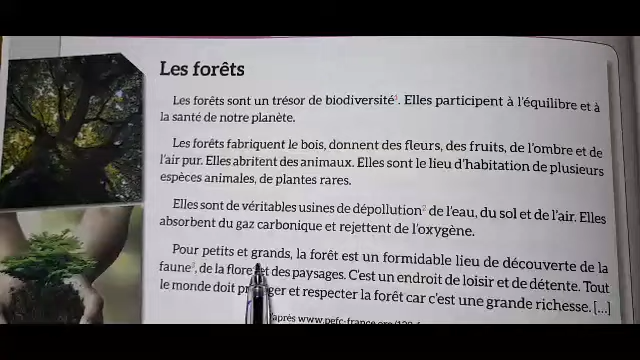 Les forêts
Les forêts sont un trésor de biodiversité¹. Elles participent à l'équilibre et à
la santé de notre planète.
Les forêts fabriquent le bois, donnent des fleurs, des fruits, de l'ombre et de
l'air pur. Elles abritent des animaux. Elles sont le lieu d'habitation de plusieurs
espèces animales, de plantes rares.
Elles sont de véritables usines de dépollution² de l'eau, du sol et de l'air. Elles
absorbent du gaz carbonique et rejettent de l'oxygène.
Pour petits et grands, la forêt est un formidable lieu de découverte de la
faune³, de la flore et des paysages. C'est un endroit de loisir et de détente. Tout
le monde doit ger et respecter la forêt car c'est une grande richesse. [...]
après www.pefc-france.org